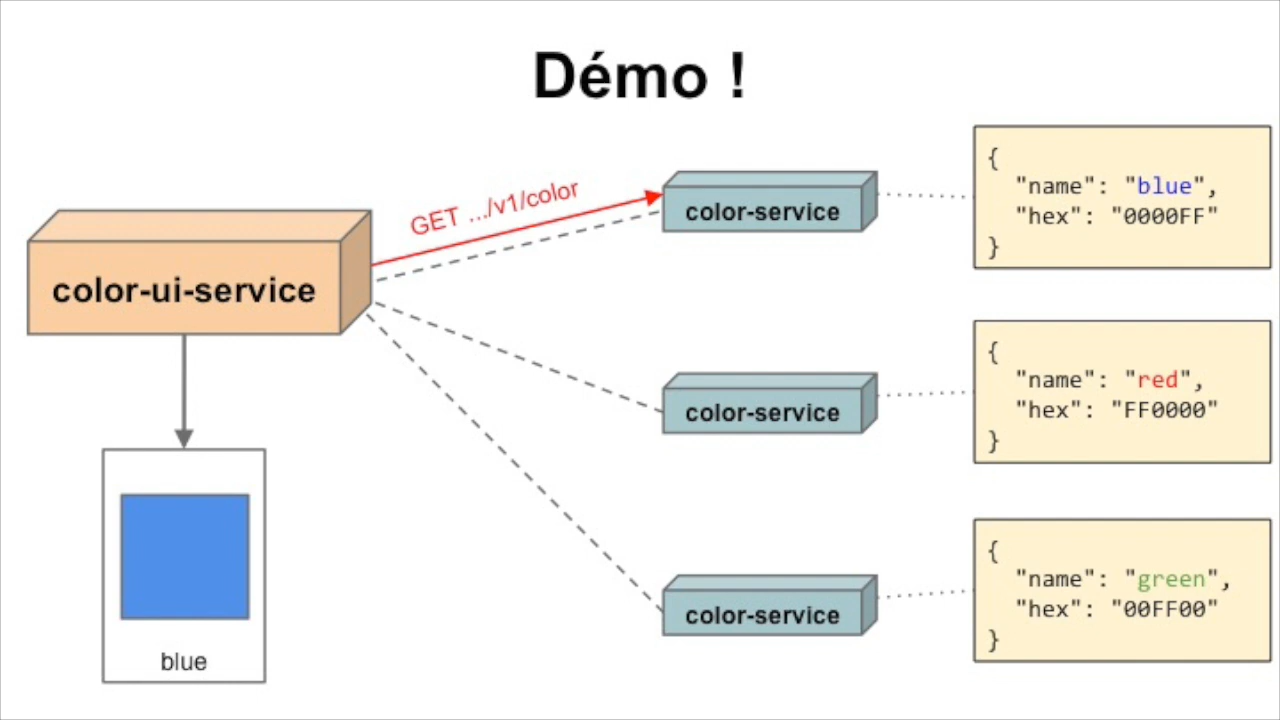 Démo !
GET .../v1/color
color-ui-service
blue
color-service
{
"name": "blue",
"hex": "0000FF"
}
color-service
{
"name": "red",
"hex": "FF0000"
}
color-service
{
"name": "green",
"hex": "00FF00"
}